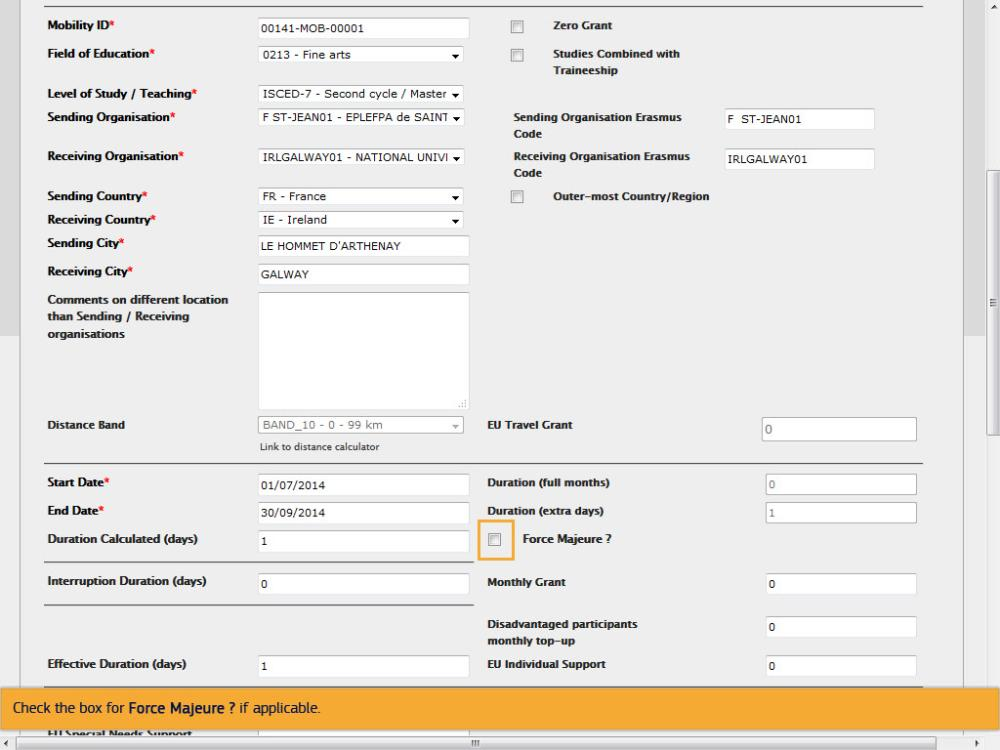 Mobility ID* 00141-MOB-00001 Zero Grant
Field of Education* 0213 - Fine arts Studies Combined with
Traineeship
Level of Study / Teaching* ISCED-7 - Second cycle / Master
Sending Organisation* F ST-JEAN01 - EPLEFPA de SAINT Sending Organisation Erasmus F ST-JEAN01
Code
Receiving Organisation* IRLGALWAY01 - NATIONAL UNIVI Receiving Organisation Erasmus IRLGALWAY01
Code
Sending Country* FR - France Outer-most Country/Region
Receiving Country* IE - Ireland
Sending City* LE HOMMET D'ARTHENAY
Receiving City* GALWAY
Comments on different location
than Sending / Receiving
organisations
Distance Band BAND_10 - 0 - 99 km EU Travel Grant 0
Link to distance calculator
Start Date* 01/07/2014 Duration (full months) 0
End Date* 30/09/2014 Duration (extra days) 1
Duration Calculated (days) 1 Force Majeure ?
Interruption Duration (days) 0 Monthly Grant 0
Disadvantaged participants 0
monthly top-up
Effective Duration (days) 1 EU Individual Support 0
Check the box for Force Majeure ? if applicable.
EU Special Needs Support